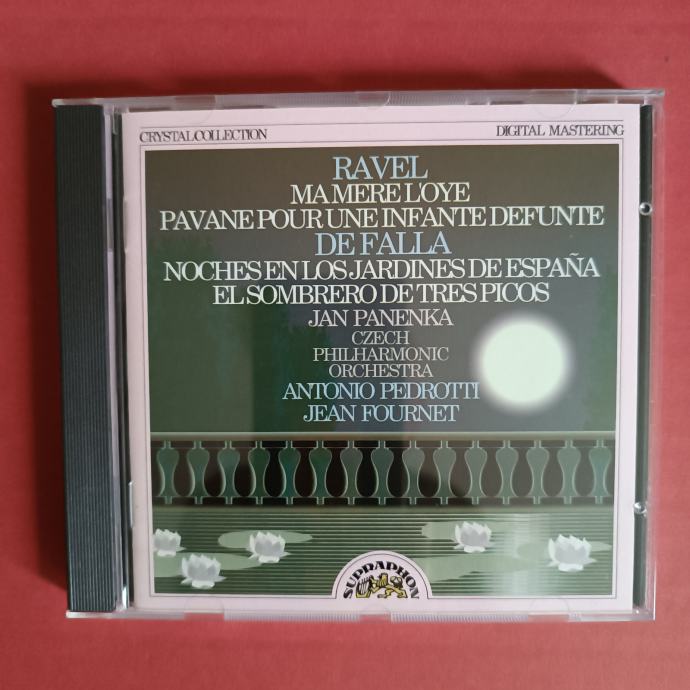 CRYSTAL COLLECTION
DIGITAL MASTERING
RAVEL
MA MERE L'OYE
PAVANE POUR UNE INFANTE DEFUNTE
DE FALLA
NOCHES EN LOS JARDINES DE ESPAÑA
EL SOMBRERO DE TRES PICOS
JAN PANENKA
CZECH
PHILHARMONIC
ORCHESTRA
ANTONIO PEDROTTI
JEAN FOURNET
SUPRAPHON